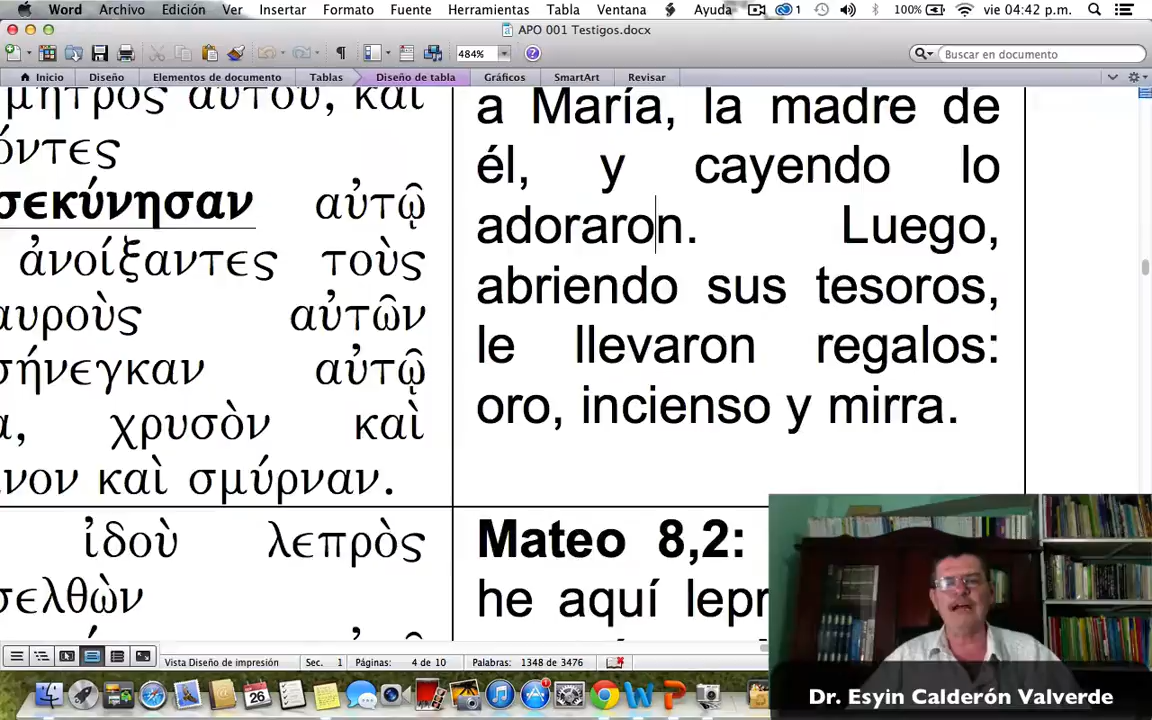 Word Archivo Edición Ver Insertar Formato Fuente Herramientas Tabla Ventana Ayuda 1 100% vie 04:42 p.m.
APO 001 Testigos.docx
484% Buscar en documento
Inicio Diseño Elementos de documento Tablas Diseño de tabla Gráficos SmartArt Revisar
μητρὸς αὐτοῦ, καὶ
όντες
σεκύνησαν αὐτῷ
ἀνοίξαντες τοὺς
αυροὺς αὐτῶν
σήνεγκαν αὐτῷ
α, χρυσὸν καὶ
νον καὶ σμύρναν.
ἰδοὺ λεπρὸς
σελθὼν
a María, la madre de
él, y cayendo lo
adoraron. Luego,
abriendo sus tesoros,
le llevaron regalos:
oro, incienso y mirra.
Mateo 8,2:
he aquí lepr
Vista Diseño de impresión Sec. 1 Páginas: 4 de 10 Palabras: 1348 de 3476
26
Dr. Esyin Calderón Valverde